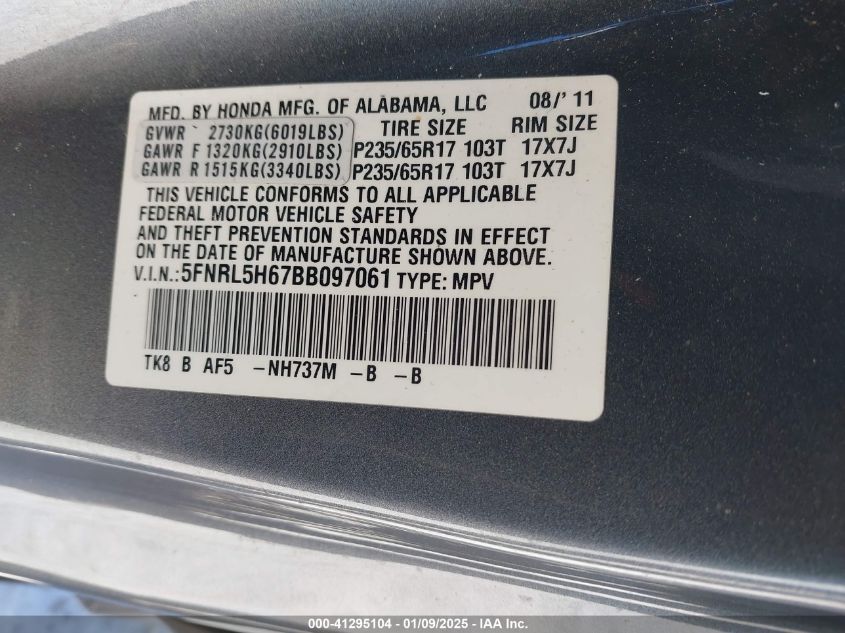 MFD. BY HONDA MFG. OF ALABAMA, LLC 08/'11
GVWR 2730KG(6019LBS) TIRE SIZE RIM SIZE
GAWR F 1320KG(2910LBS) P235/65R17 103T 17X7J
GAWR R 1515KG(3340LBS) P235/65R17 103T 17X7J
THIS VEHICLE CONFORMS TO ALL APPLICABLE
FEDERAL MOTOR VEHICLE SAFETY
AND THEFT PREVENTION STANDARDS IN EFFECT
ON THE DATE OF MANUFACTURE SHOWN ABOVE.
V.I.N.:5FNRL5H67BB097061 TYPE: MPV
TK8 B AF5 -NH737M -B -B
000-41295104 | 01/09/2025 - IAA Inc.